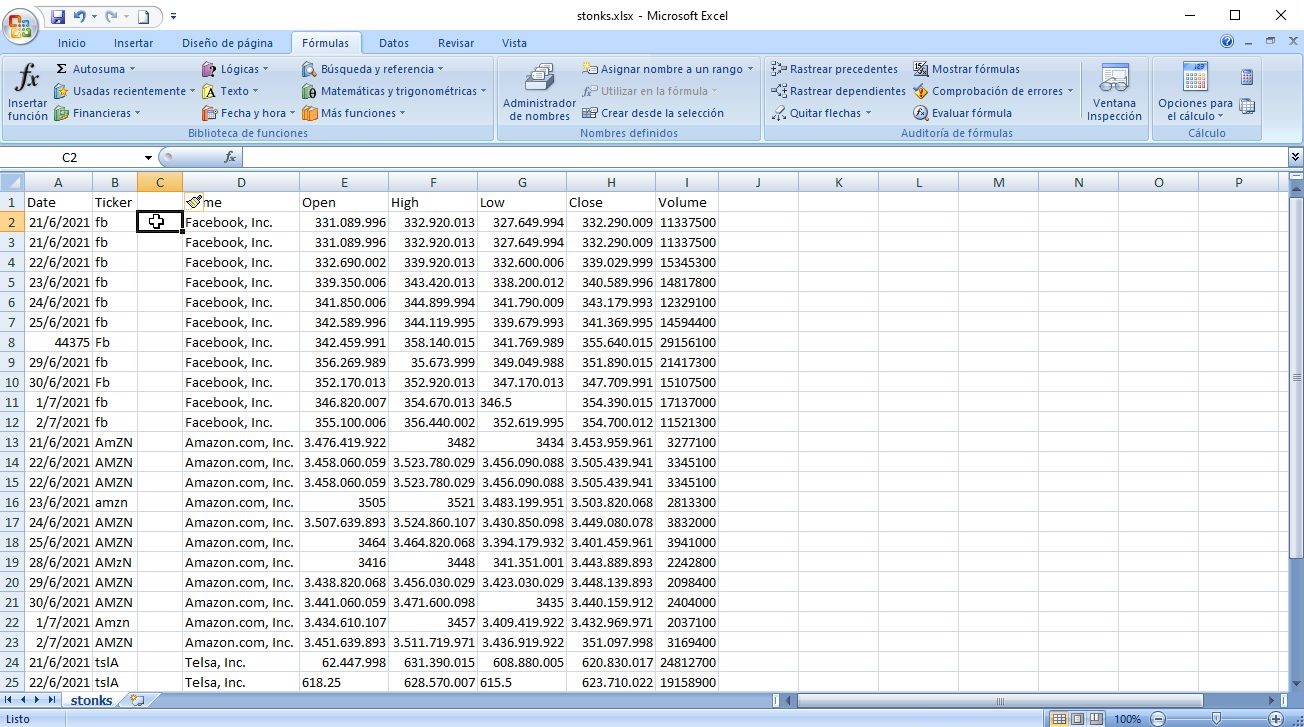 stonks.xlsx - Microsoft Excel
Inicio Insertar Diseño de página Fórmulas Datos Revisar Vista
fx Insertar función
Σ Autosuma
Usadas recientemente
Financieras
Lógicas
Texto
Fecha y hora
Búsqueda y referencia
Matemáticas y trigonométricas
Más funciones
Biblioteca de funciones
Administrador de nombres
Asignar nombre a un rango
Utilizar en la fórmula
Crear desde la selección
Nombres definidos
Rastrear precedentes
Rastrear dependientes
Quitar flechas
Mostrar fórmulas
Comprobación de errores
Evaluar fórmula
Ventana Inspección
Auditoría de fórmulas
Opciones para el cálculo
Cálculo
C2 fx
A B C D E F G H I J K L M N O P
1 Date Ticker me Open High Low Close Volume
2 21/6/2021 fb Facebook, Inc. 331.089.996 332.920.013 327.649.994 332.290.009 11337500
3 21/6/2021 fb Facebook, Inc. 331.089.996 332.920.013 327.649.994 332.290.009 11337500
4 22/6/2021 fb Facebook, Inc. 332.690.002 339.920.013 332.600.006 339.029.999 15345300
5 23/6/2021 fb Facebook, Inc. 339.350.006 343.420.013 338.200.012 340.589.996 14817800
6 24/6/2021 fb Facebook, Inc. 341.850.006 344.899.994 341.790.009 343.179.993 12329100
7 25/6/2021 fb Facebook, Inc. 342.589.996 344.119.995 339.679.993 341.369.995 14594400
8 44375 Fb Facebook, Inc. 342.459.991 358.140.015 341.769.989 355.640.015 29156100
9 29/6/2021 fb Facebook, Inc. 356.269.989 35.673.999 349.049.988 351.890.015 21417300
10 30/6/2021 Fb Facebook, Inc. 352.170.013 352.920.013 347.170.013 347.709.991 15107500
11 1/7/2021 fb Facebook, Inc. 346.820.007 354.670.013 346.5 354.390.015 17137000
12 2/7/2021 fb Facebook, Inc. 355.100.006 356.440.002 352.619.995 354.700.012 11521300
13 21/6/2021 AmZN Amazon.com, Inc. 3.476.419.922 3482 3434 3.453.959.961 3277100
14 22/6/2021 AMZN Amazon.com, Inc. 3.458.060.059 3.523.780.029 3.456.090.088 3.505.439.941 3345100
15 22/6/2021 AMZN Amazon.com, Inc. 3.458.060.059 3.523.780.029 3.456.090.088 3.505.439.941 3345100
16 23/6/2021 amzn Amazon.com, Inc. 3505 3521 3.483.199.951 3.503.820.068 2813300
17 24/6/2021 AMZN Amazon.com, Inc. 3.507.639.893 3.524.860.107 3.430.850.098 3.449.080.078 3832000
18 25/6/2021 AMZN Amazon.com, Inc. 3464 3.464.820.068 3.394.179.932 3.401.459.961 3941000
19 28/6/2021 AMzN Amazon.com, Inc. 3416 3448 341.351.001 3.443.889.893 2242800
20 29/6/2021 AMZN Amazon.com, Inc. 3.438.820.068 3.456.030.029 3.423.030.029 3.448.139.893 2098400
21 30/6/2021 AMZN Amazon.com, Inc. 3.441.060.059 3.471.600.098 3435 3.440.159.912 2404000
22 1/7/2021 Amzn Amazon.com, Inc. 3.434.610.107 3457 3.409.419.922 3.432.969.971 2037100
23 2/7/2021 AMZN Amazon.com, Inc. 3.451.639.893 3.511.719.971 3.436.919.922 351.097.998 3169400
24 21/6/2021 tslA Telsa, Inc. 62.447.998 631.390.015 608.880.005 620.830.017 24812700
25 22/6/2021 tslA Telsa, Inc. 618.25 628.570.007 615.5 623.710.022 19158900
stonks
Listo 100%